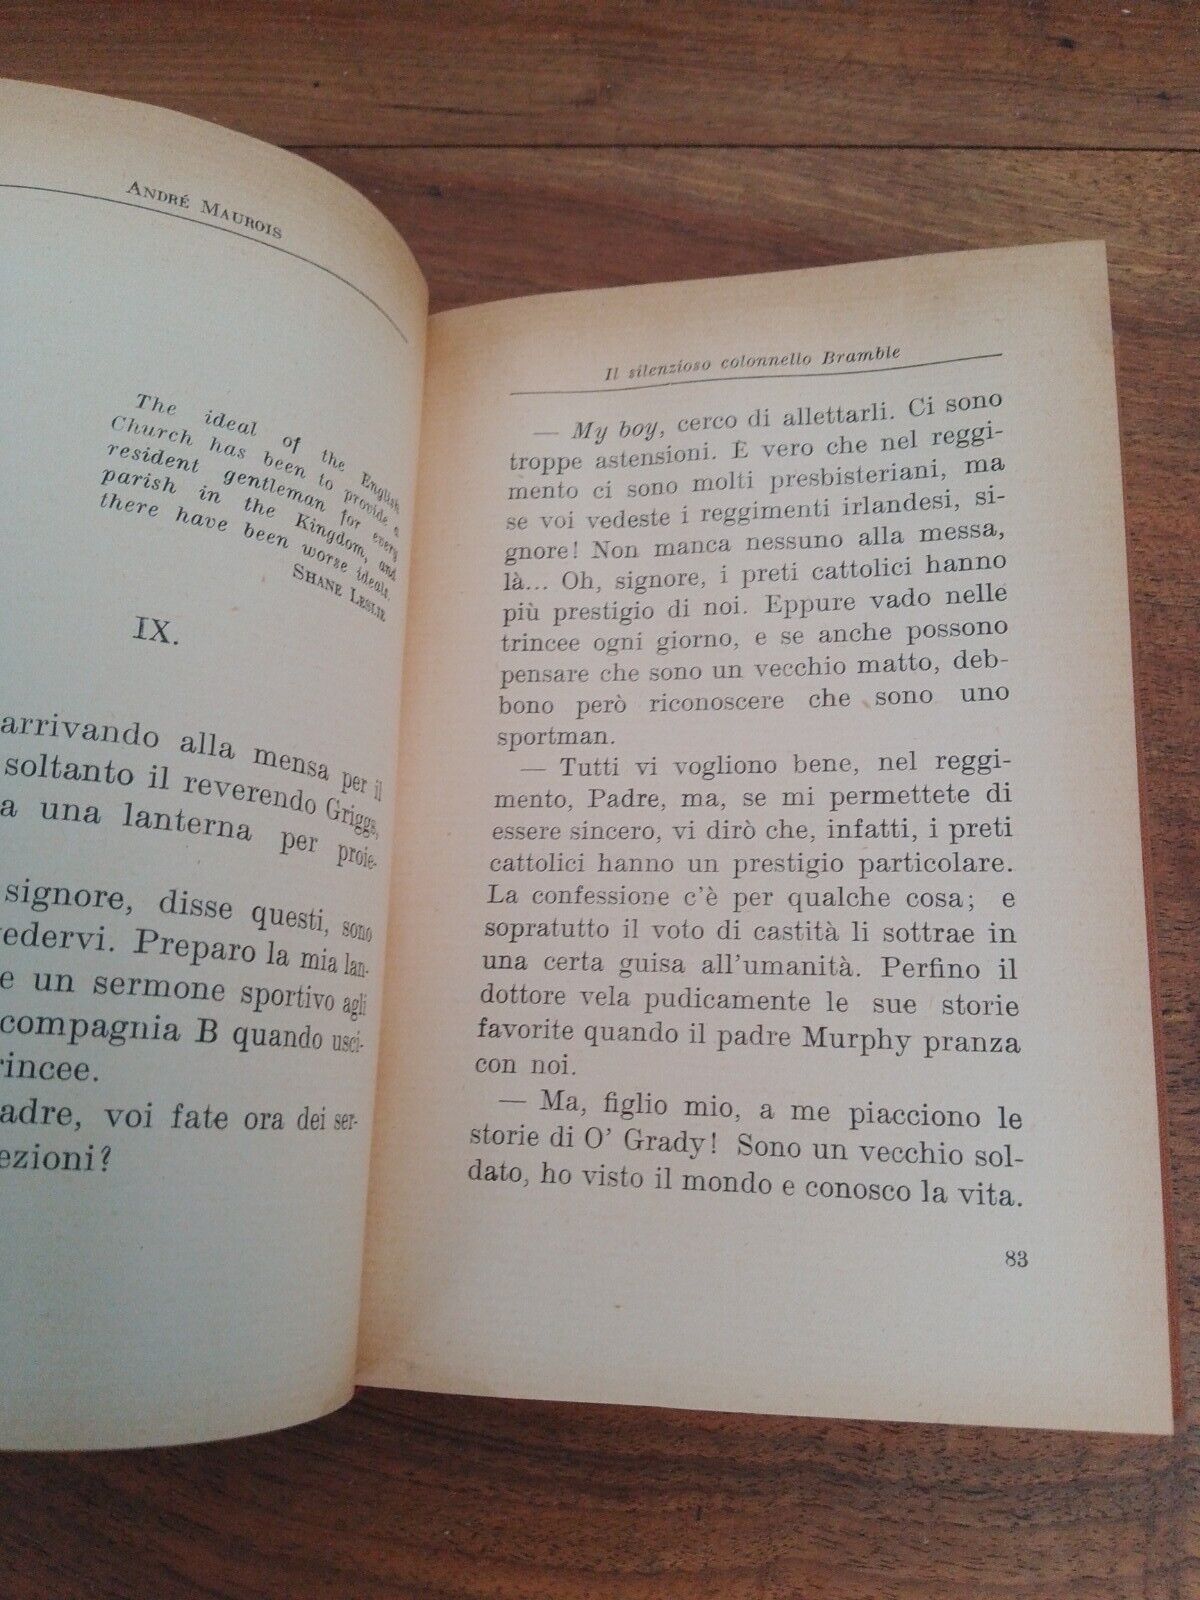 ANDRÉ MAUROIS
The ideal of the English
Church has been to provide a
resident gentleman for every
parish in the Kingdom, and
there have been worse ideals.
SHANE LESLIE
IX.
arrivando alla mensa per il
soltanto il reverendo Griggs,
a una lanterna per proie-
signore, disse questi, sono
edervi. Preparo la mia lan-
e un sermone sportivo agli
compagnia B quando usci-
rincee.
adre, voi fate ora dei ser-
ezioni?
Il silenzioso colonnello Bramble
— My boy, cerco di allettarli. Ci sono
troppe astensioni. È vero che nel reggi-
mento ci sono molti presbisteriani, ma
se voi vedeste i reggimenti irlandesi, si-
gnore! Non manca nessuno alla messa,
là... Oh, signore, i preti cattolici hanno
più prestigio di noi. Eppure vado nelle
trincee ogni giorno, e se anche possono
pensare che sono un vecchio matto, deb-
bono però riconoscere che sono uno
sportman.
— Tutti vi vogliono bene, nel reggi-
mento, Padre, ma, se mi permettete di
essere sincero, vi dirò che, infatti, i preti
cattolici hanno un prestigio particolare.
La confessione c'è per qualche cosa; e
sopratutto il voto di castità li sottrae in
una certa guisa all'umanità. Perfino il
dottore vela pudicamente le sue storie
favorite quando il padre Murphy pranza
con noi.
— Ma, figlio mio, a me piacciono le
storie di O' Grady! Sono un vecchio sol-
dato, ho visto il mondo e conosco la vita.
83